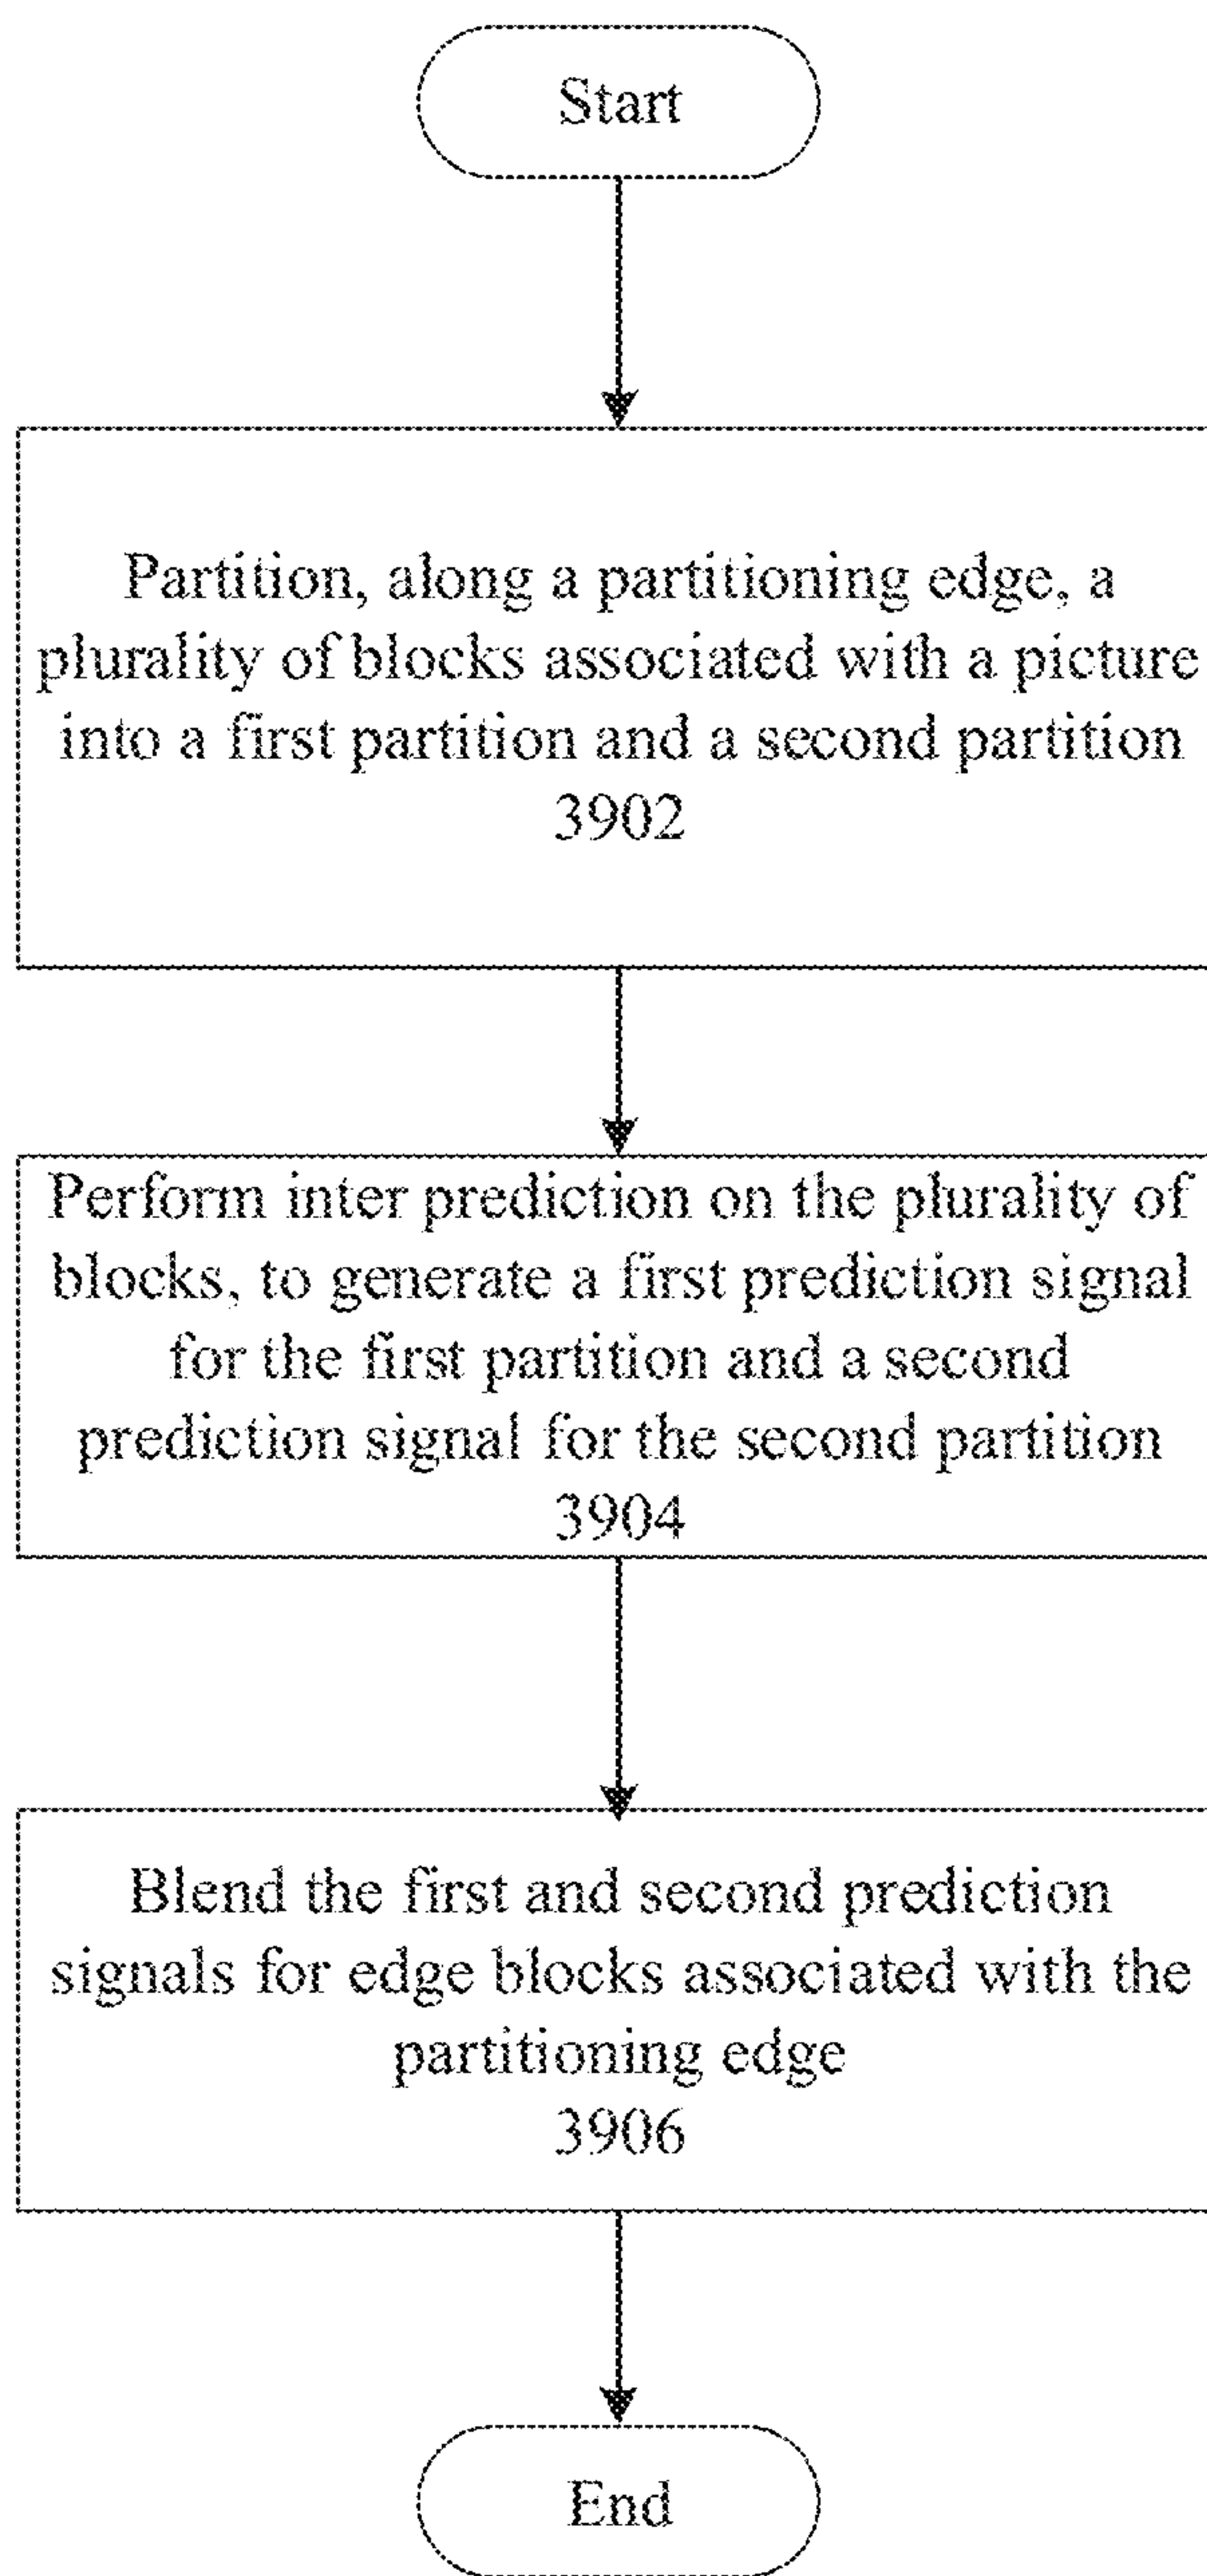 Start
Partition, along a partitioning edge, a
plurality of blocks associated with a picture
into a first partition and a second partition
3902
Perform inter prediction on the plurality of
blocks, to generate a first prediction signal
for the first partition and a second
prediction signal for the second partition
3904
Blend the first and second prediction
signals for edge blocks associated with the
partitioning edge
3906
End